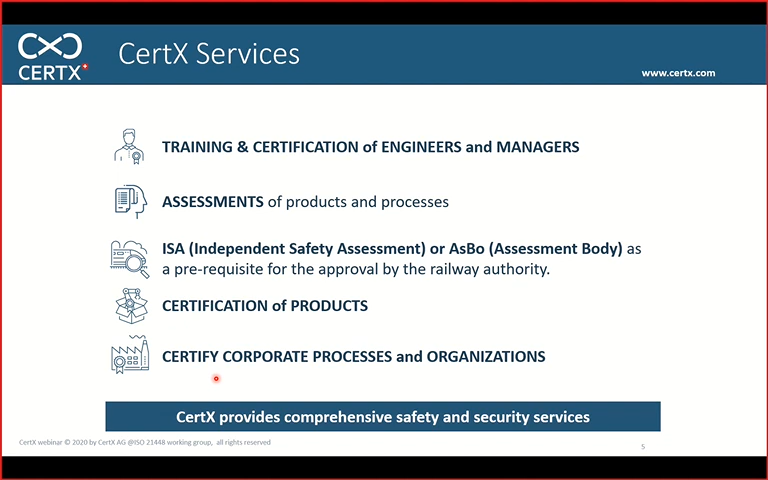 CERTX
CertX Services
www.certx.com
TRAINING & CERTIFICATION of ENGINEERS and MANAGERS
ASSESSMENTS of products and processes
ISA (Independent Safety Assessment) or AsBo (Assessment Body) as
a pre-requisite for the approval by the railway authority.
CERTIFICATION of PRODUCTS
CERTIFY CORPORATE PROCESSES and ORGANIZATIONS
CertX provides comprehensive safety and security services
CertX webinar © 2020 by CertX AG @ISO 21448 working group, all rights reserved
5